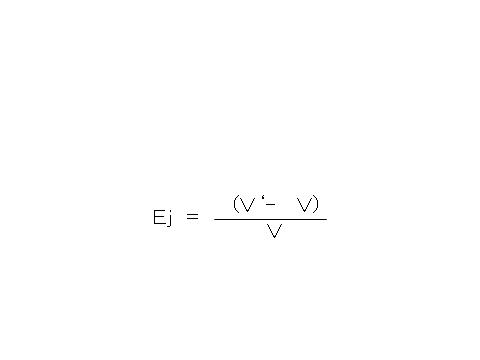 (V‘- V)
Ej =
V